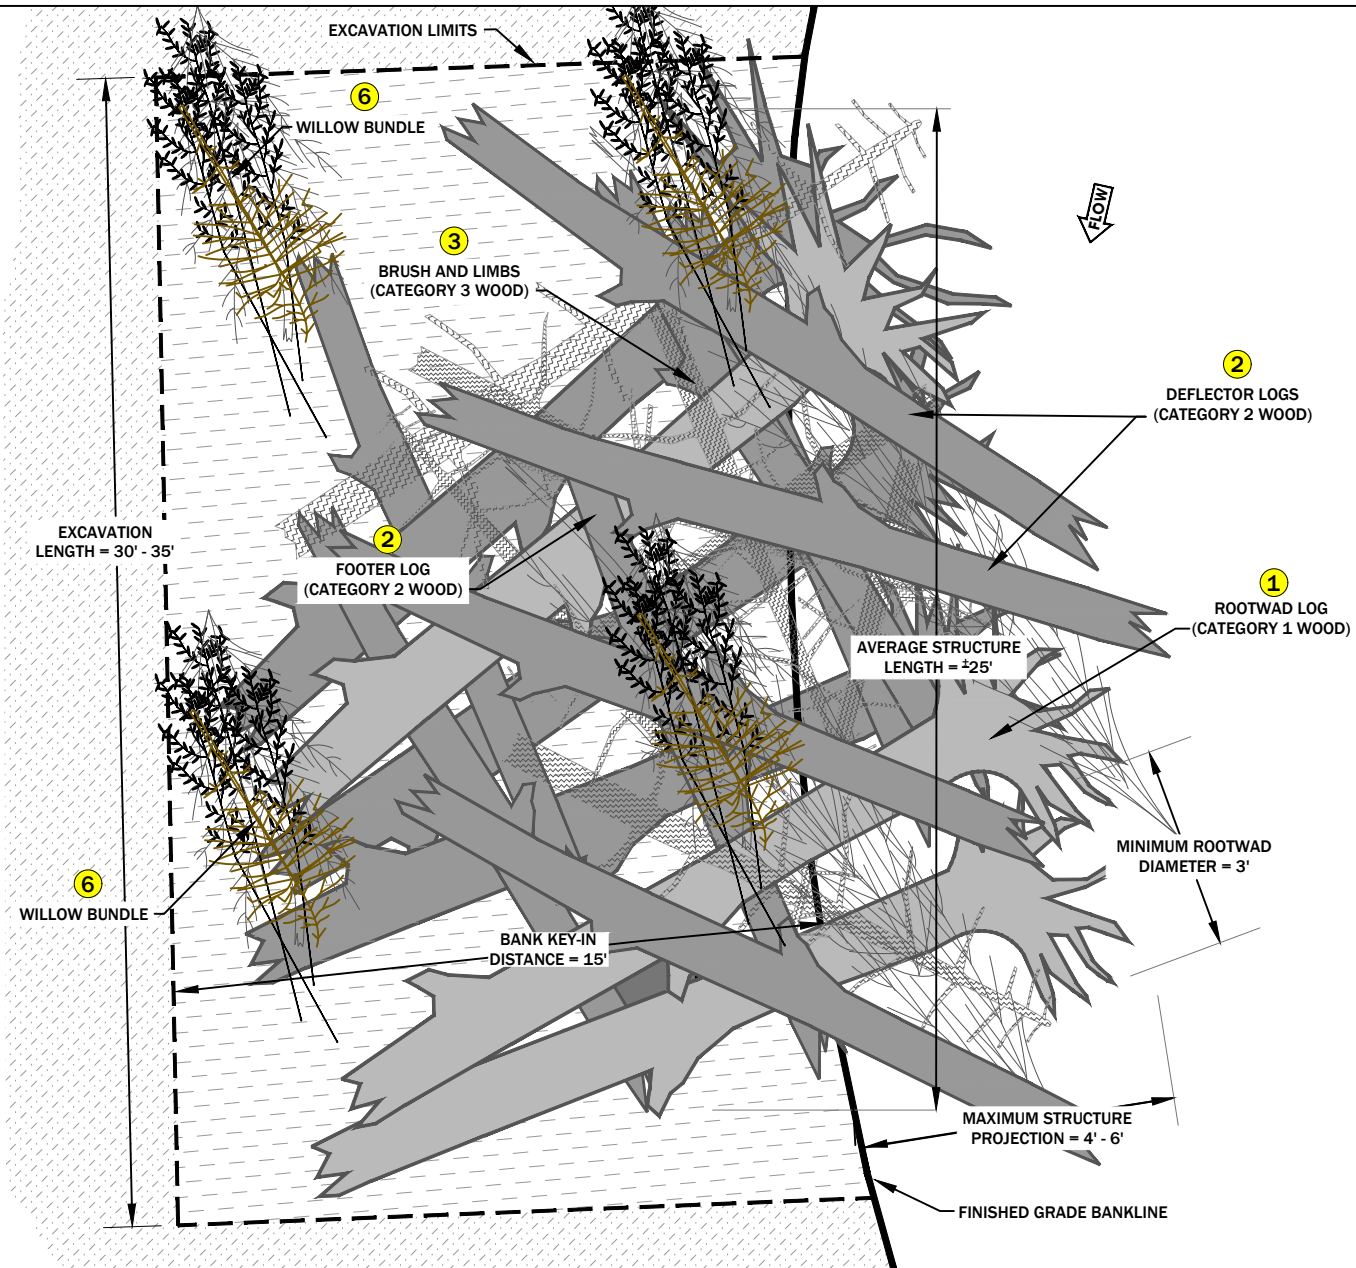 EXCAVATION LIMITS
6
WILLOW BUNDLE
FLOW
3
BRUSH AND LIMBS
(CATEGORY 3 WOOD)
2
DEFLECTOR LOGS
(CATEGORY 2 WOOD)
EXCAVATION
LENGTH = 30' - 35'
2
FOOTER LOG
(CATEGORY 2 WOOD)
1
ROOTWAD LOG
(CATEGORY 1 WOOD)
AVERAGE STRUCTURE
LENGTH = ±25'
MINIMUM ROOTWAD
DIAMETER = 3'
6
WILLOW BUNDLE
BANK KEY-IN
DISTANCE = 15'
MAXIMUM STRUCTURE
PROJECTION = 4' - 6'
FINISHED GRADE BANKLINE